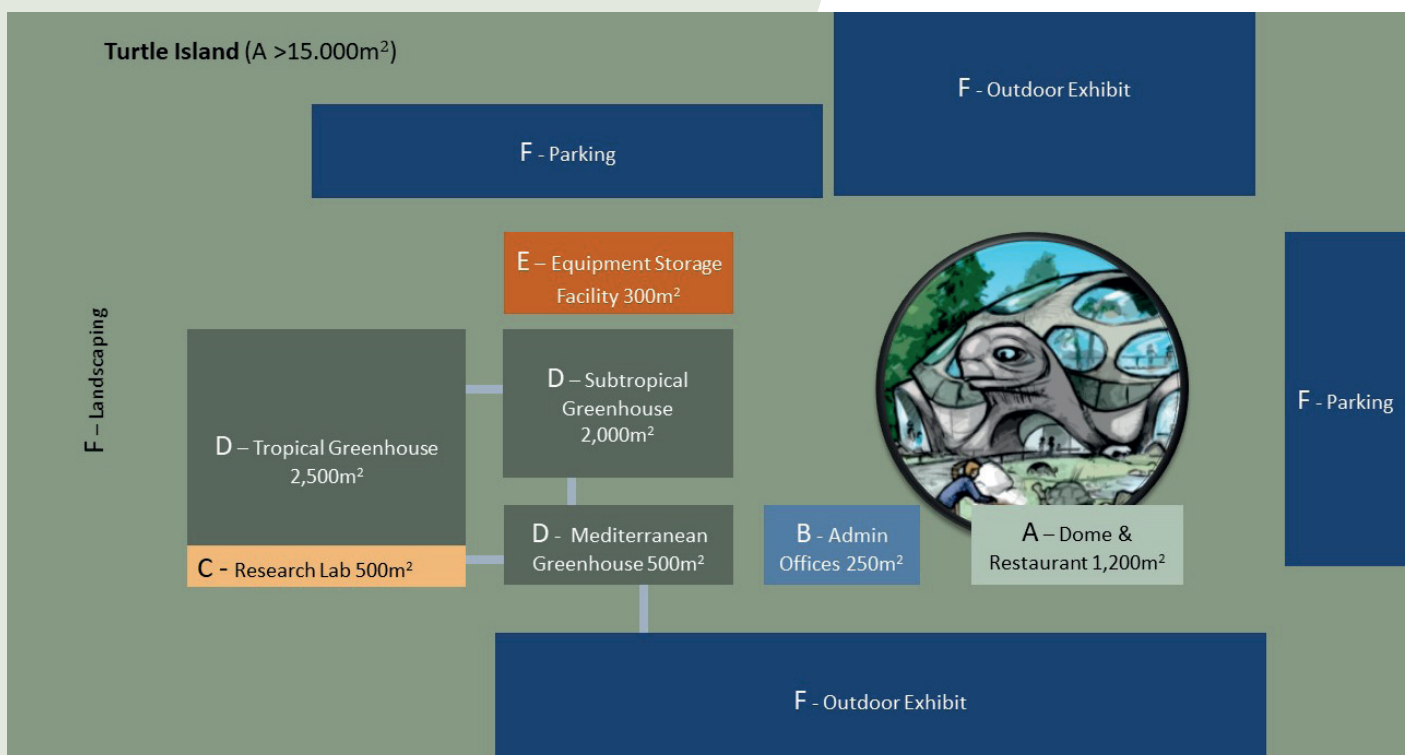 Turtle Island (A >15.000m²)
F - Outdoor Exhibit
F - Parking
E – Equipment Storage
Facility 300m²
F – Landscaping
D – Tropical Greenhouse
2,500m²
D – Subtropical
Greenhouse
2,000m²
F - Parking
C - Research Lab 500m²
D - Mediterranean
Greenhouse 500m²
B - Admin
Offices 250m²
A – Dome &
Restaurant 1,200m²
F - Outdoor Exhibit